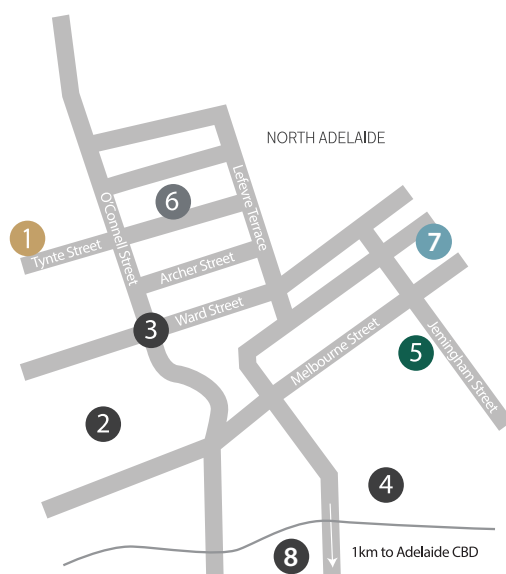 NORTH ADELAIDE
O'Connell Street
Lefevre Terrace
6
1
Tynte Street
7
Archer Street
Ward Street
3
Melbourne Street
5
Jerningham Street
2
4
8
1km to Adelaide CBD